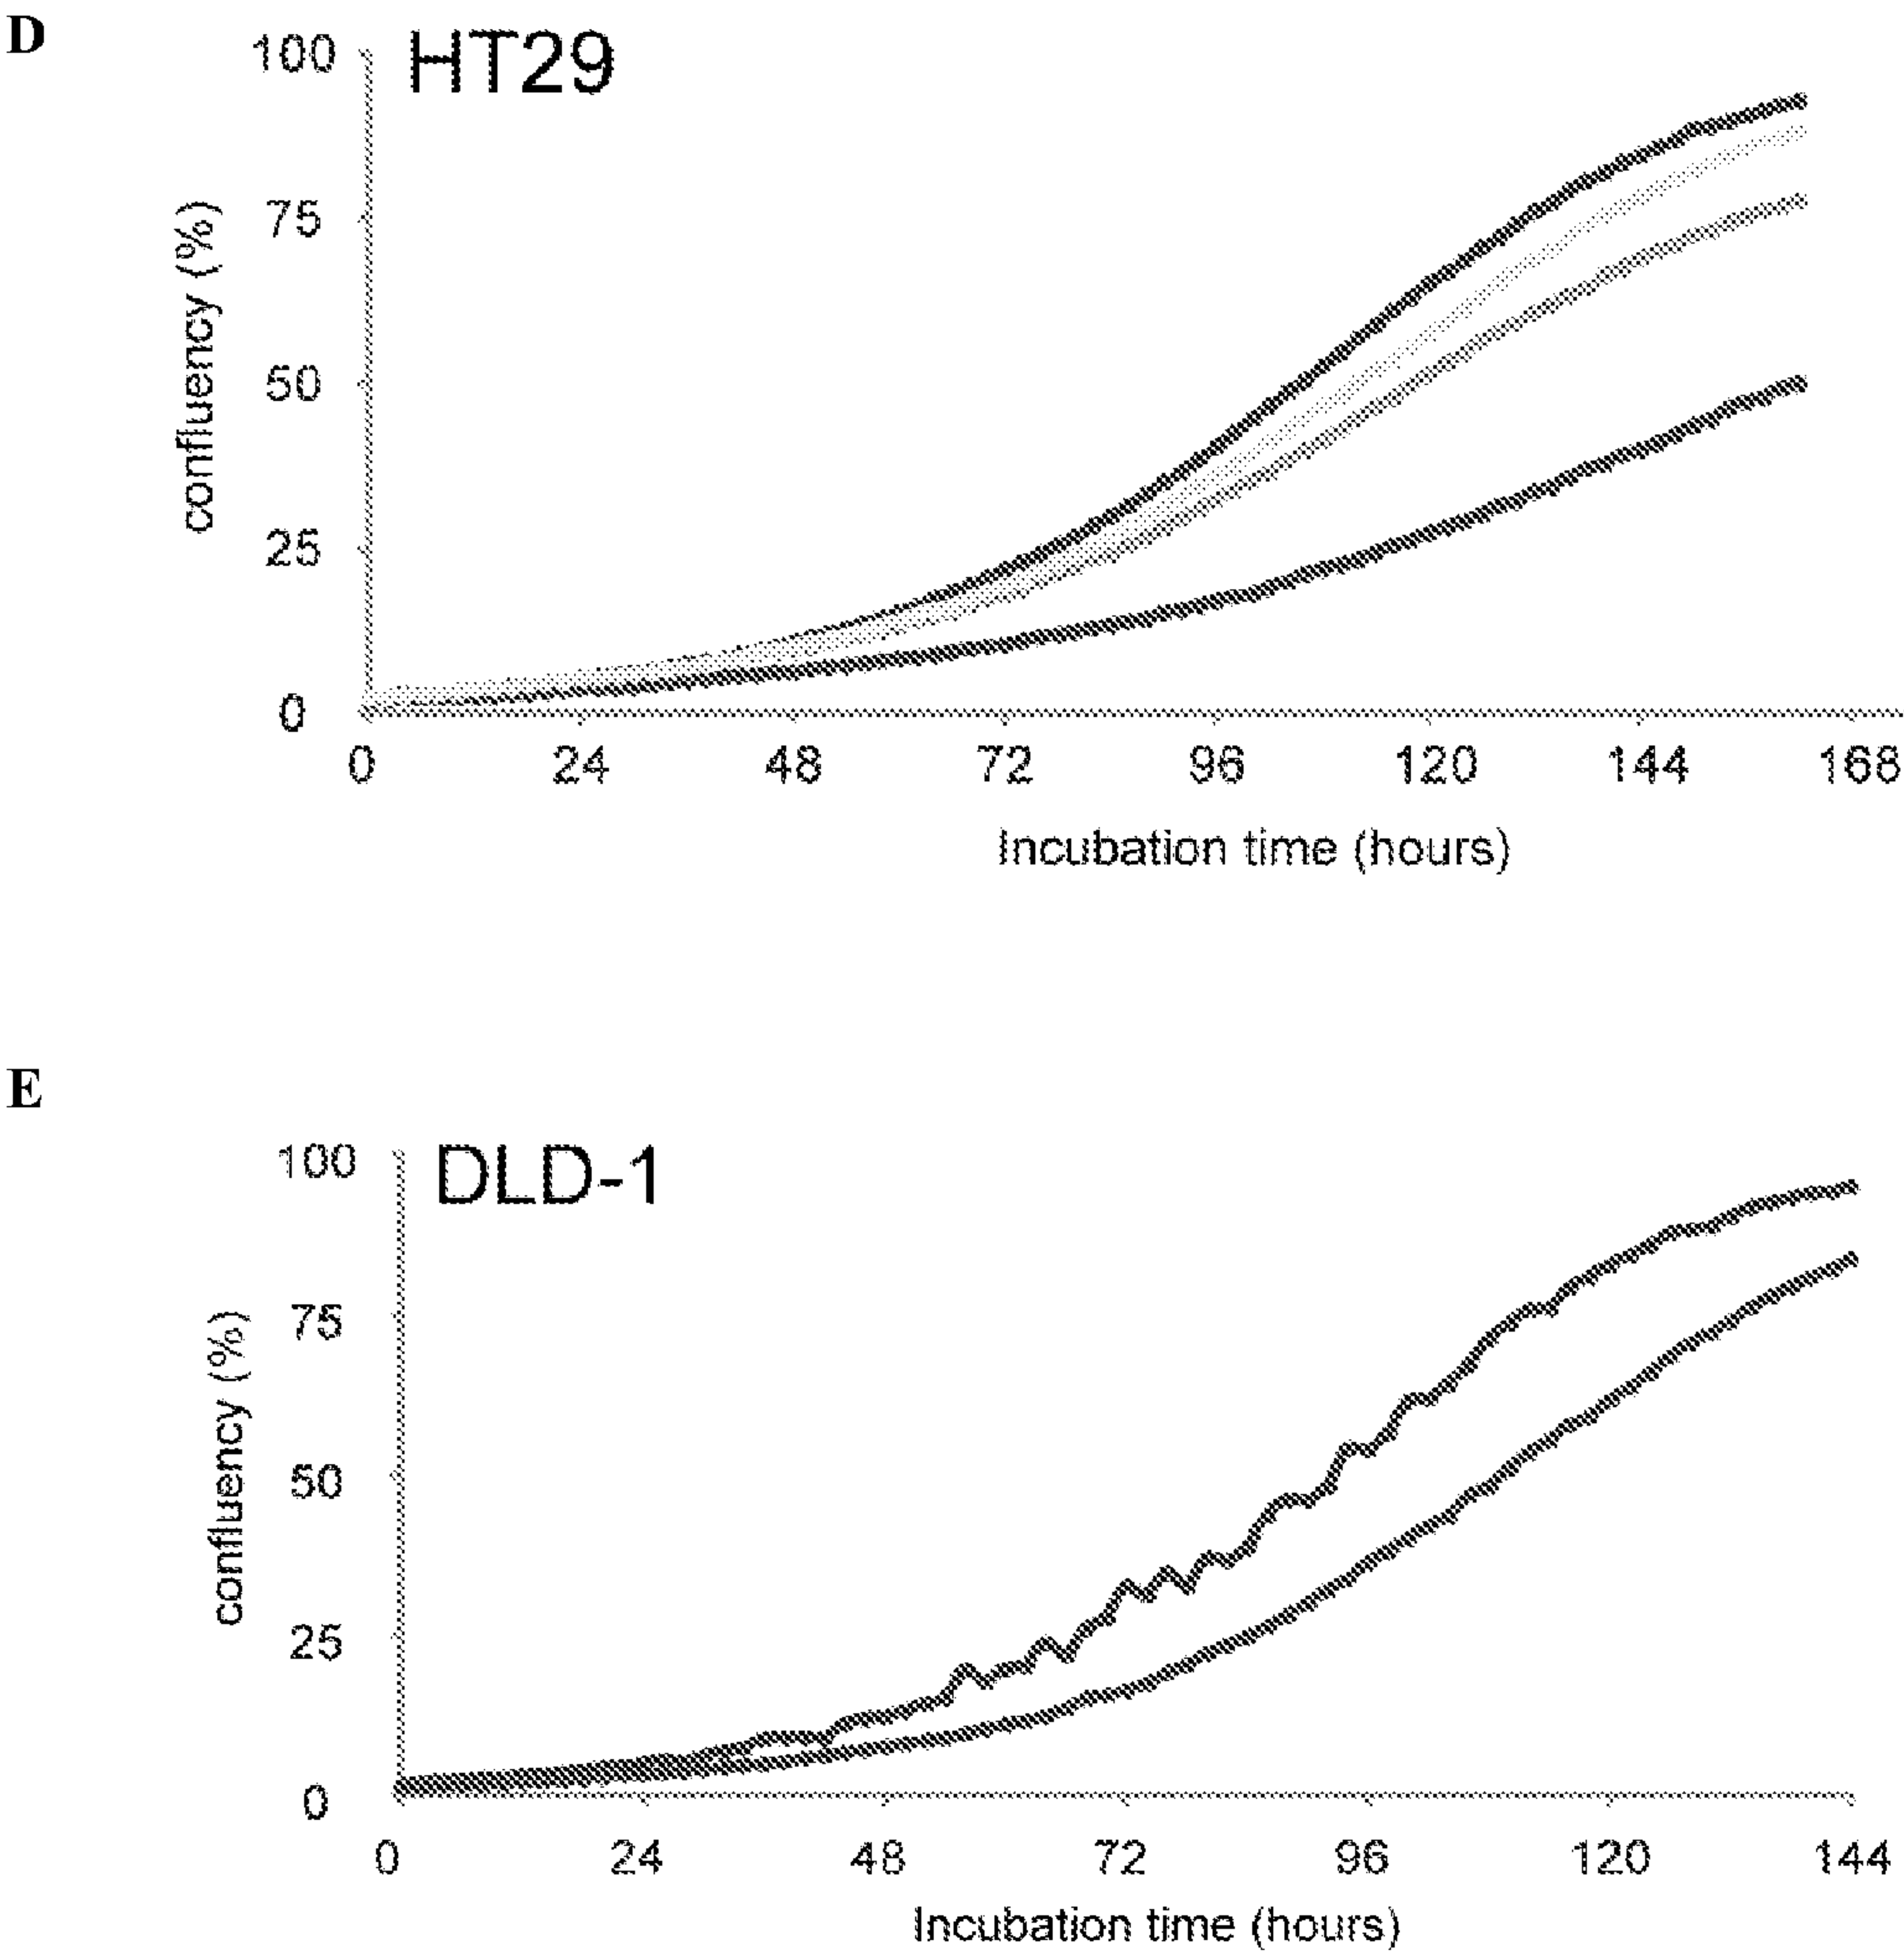 D
HT29
100
75
50
25
0
confluency (%)
0 24 48 72 96 120 144 168
Incubation time (hours)
E
DLD-1
100
75
50
25
0
confluency (%)
0 24 48 72 96 120 144
Incubation time (hours)